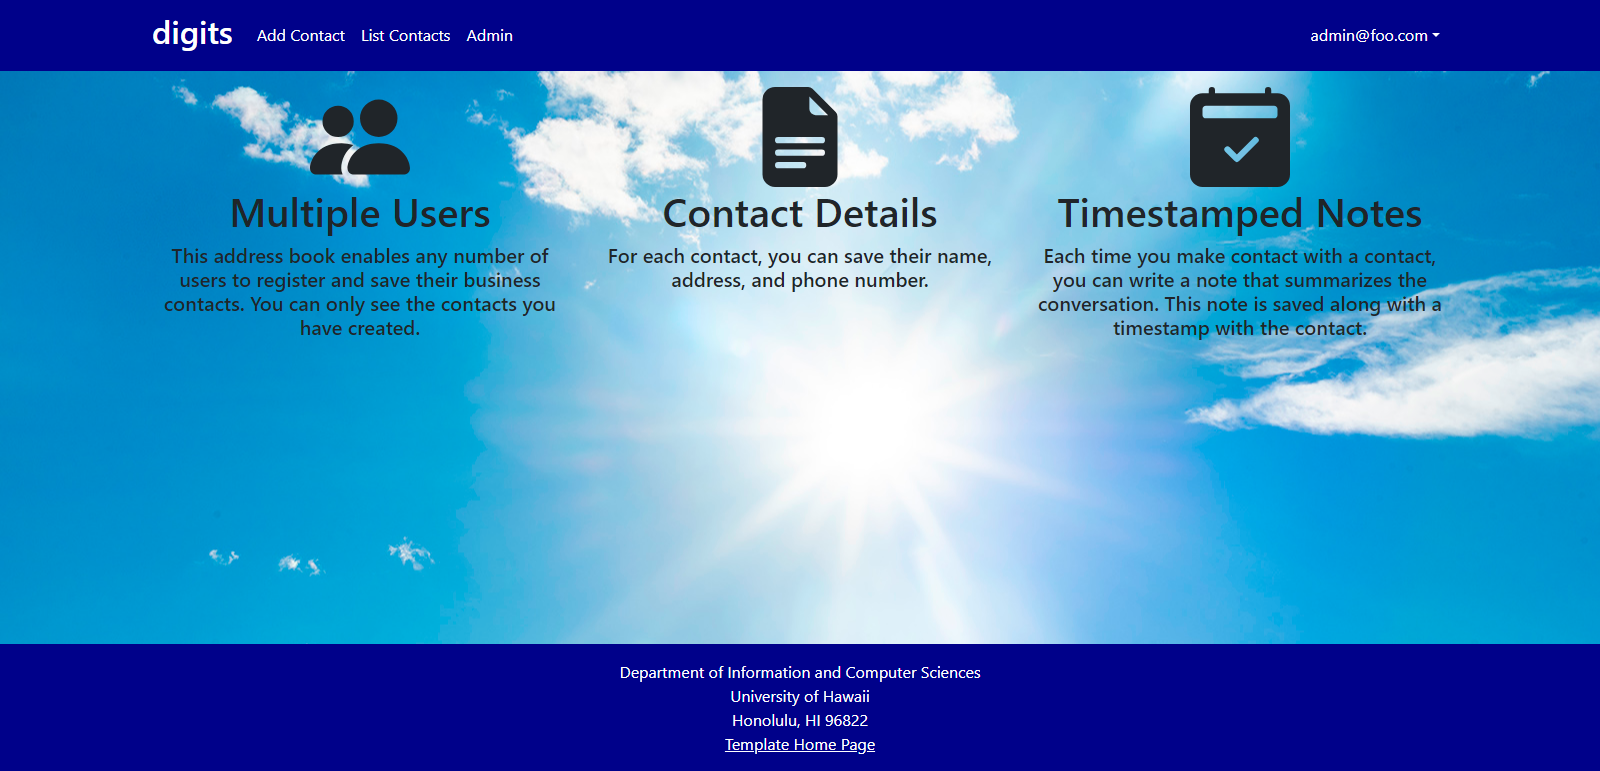 digits
Add Contact
List Contacts
Admin
admin@foo.com
Multiple Users
This address book enables any number of
users to register and save their business
contacts. You can only see the contacts you
have created.
Contact Details
For each contact, you can save their name,
address, and phone number.
Timestamped Notes
Each time you make contact with a contact,
you can write a note that summarizes the
conversation. This note is saved along with a
timestamp with the contact.
Department of Information and Computer Sciences
University of Hawaii
Honolulu, HI 96822
Template Home Page